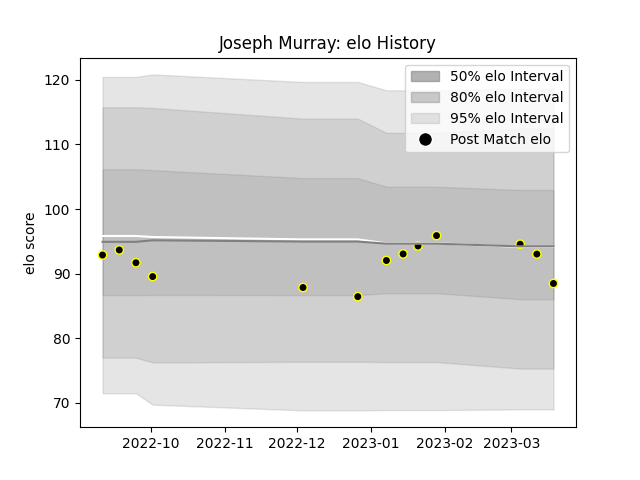 Joseph Murray: elo History
120
110
100
90
80
70
elo score
50% elo Interval
80% elo Interval
95% elo Interval
Post Match elo
2022-10 2022-11 2022-12 2023-01 2023-02 2023-03